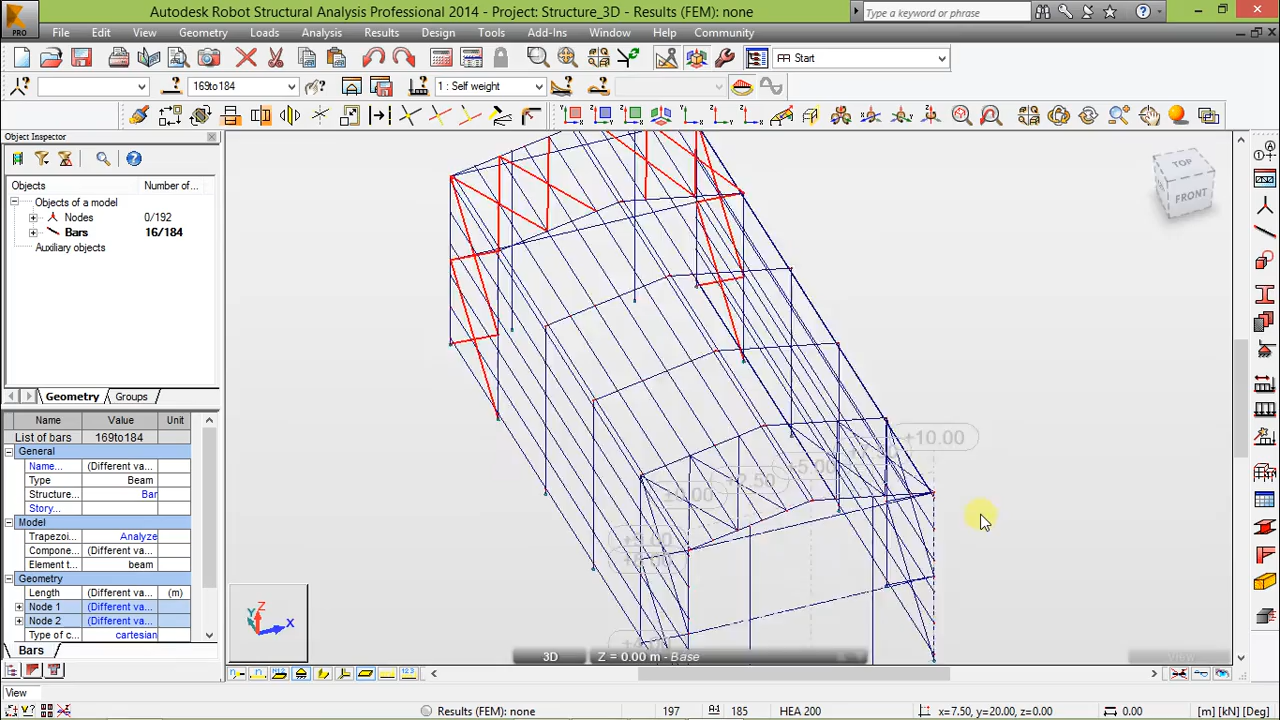 Autodesk Robot Structural Analysis Professional 2014 - Project: Structure_3D - Results (FEM): none
Type a keyword or phrase
PRO
File Edit View Geometry Loads Analysis Results Design Tools Add-Ins Window Help Community
Start
169to184
1 : Self weight
Object Inspector
Objects Number of...
Objects of a model
Nodes 0/192
Bars 16/184
Auxiliary objects
Geometry Groups
Name Value Unit
List of bars 169to184
General
Name... (Different va...
Type Beam
Structure... Bar
Story...
Model
Trapezoi... Analyze
Compone... (Different va...
Element t... beam
Geometry
Length (Different va... (m)
Node 1 (Different va...
Node 2 (Different va...
Type of c... cartesian
Bars
TOP
FRONT
+10.00
+5.00
+2.50
Z
Y
X
3D Z = 0.00 m - Base
View
View
Results (FEM): none 197 185 HEA 200 x=7.50, y=20.00, z=0.00 0.00 [m] [kN] [Deg]